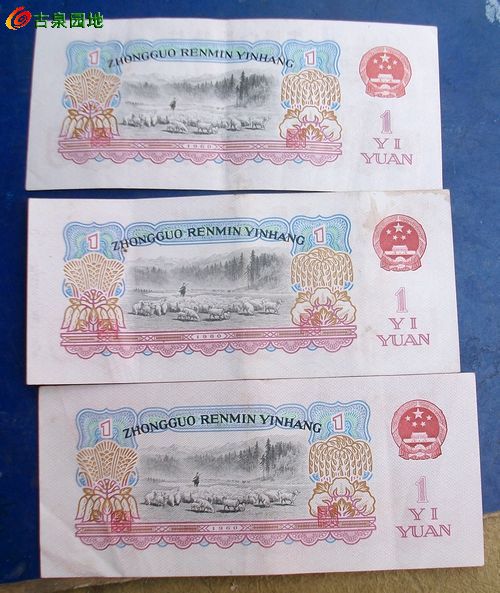 古泉园地
1 ZHONGGUO RENMIN YINHANG 1
1
YI
YUAN
1960
1 ZHONGGUO RENMIN YINHANG 1
1
YI
YUAN
1960
1 ZHONGGUO RENMIN YINHANG 1
1
YI
YUAN
1960